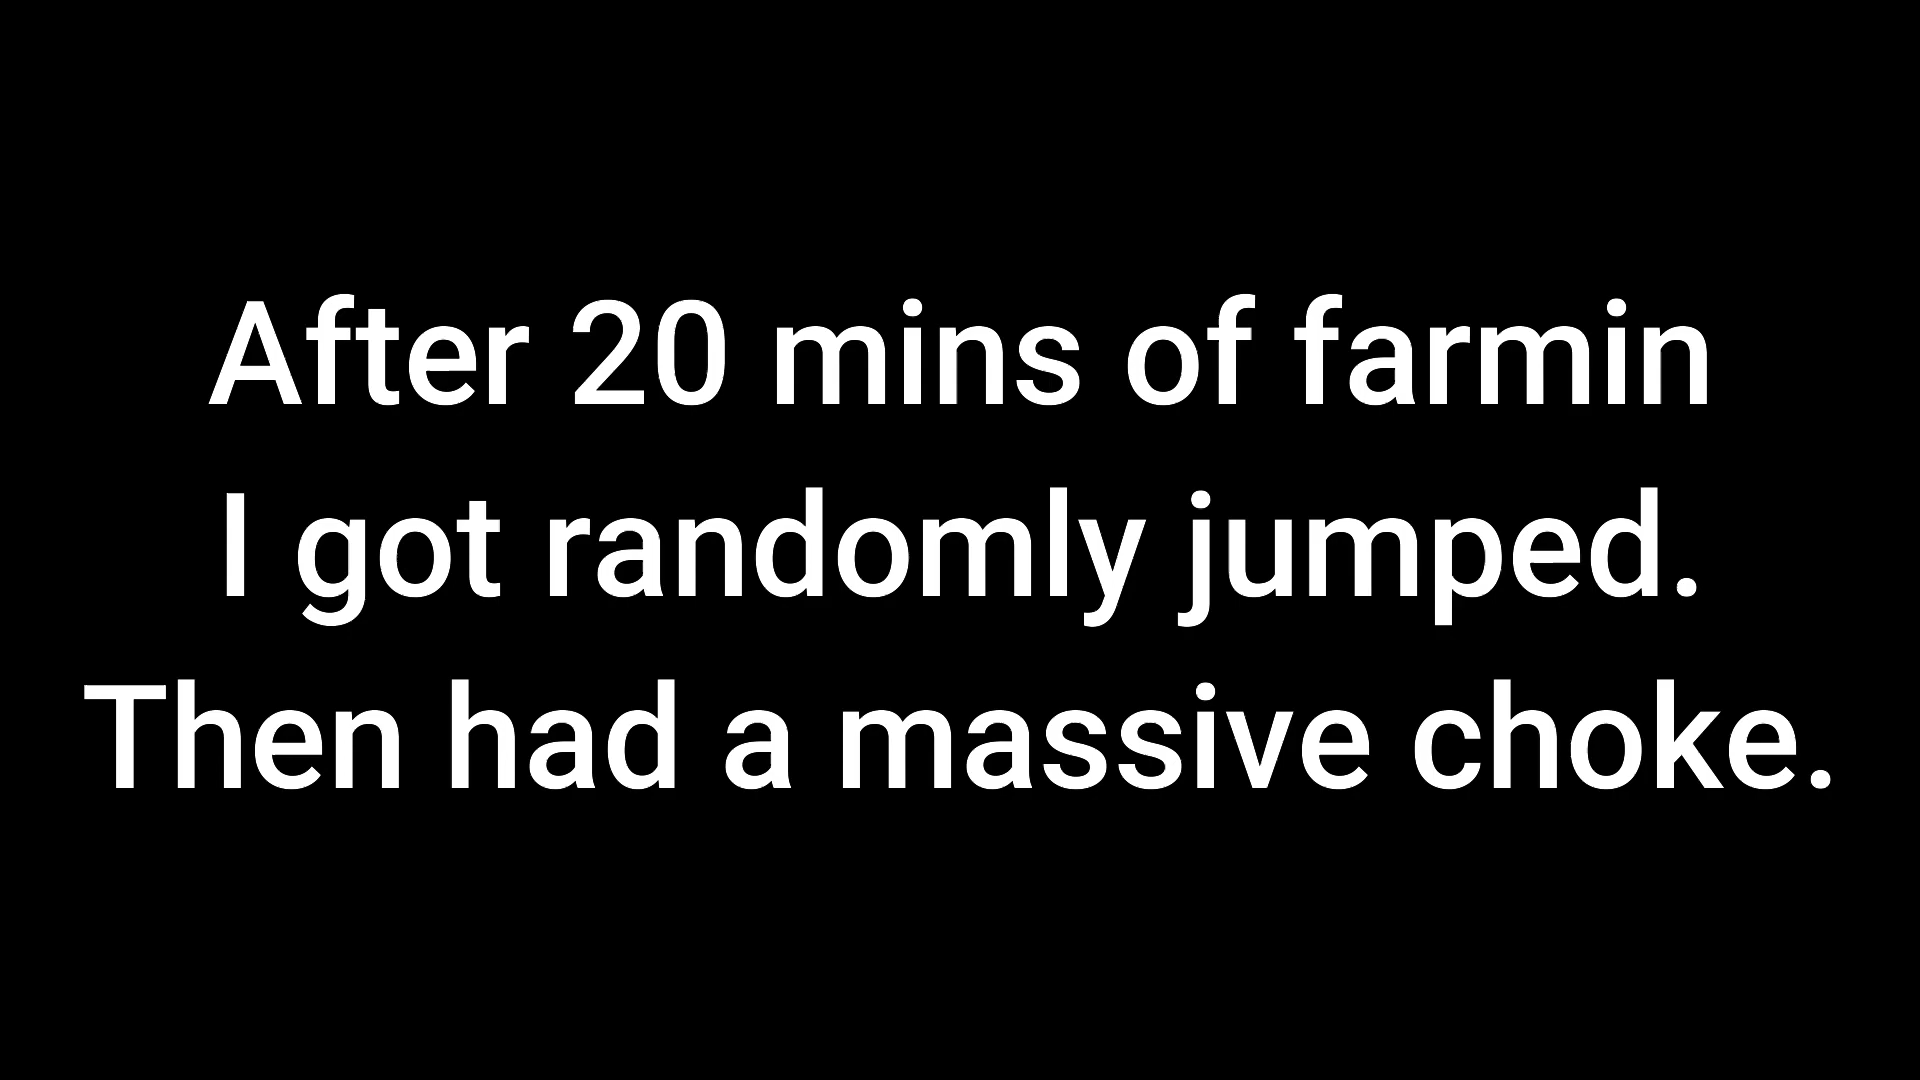 After 20 mins of farmin
I got randomly jumped.
Then had a massive choke.